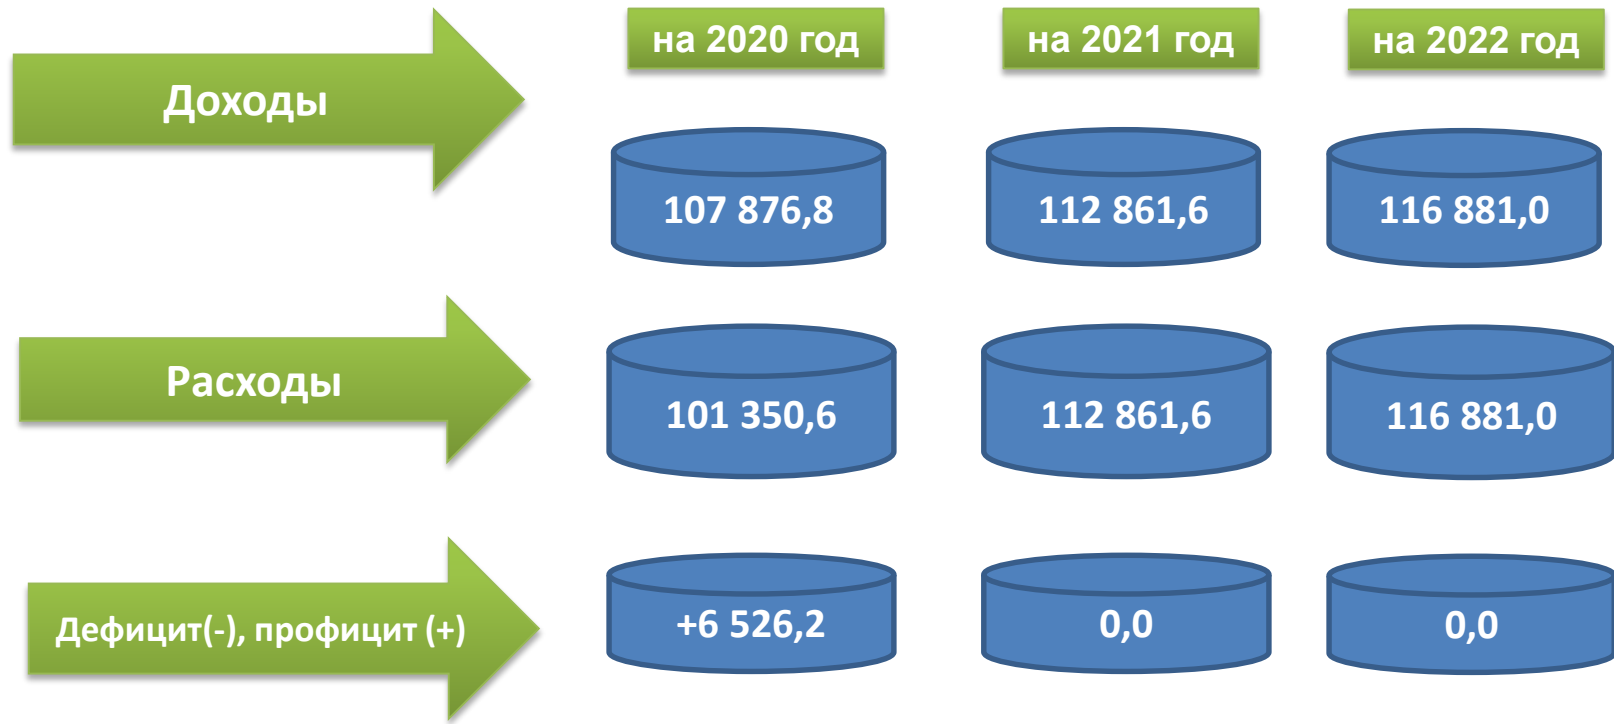 на 2020 год
на 2021 год
на 2022 год
Доходы
107 876,8
112 861,6
116 881,0
Расходы
101 350,6
112 861,6
116 881,0
Дефицит(-), профицит (+)
+6 526,2
0,0
0,0